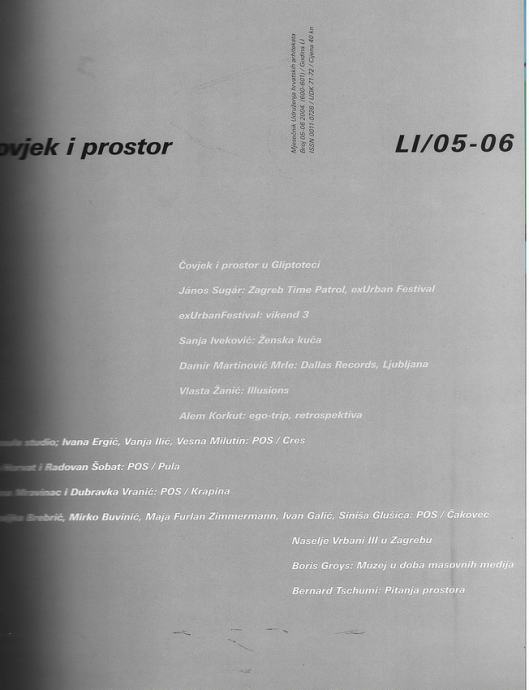 Mjesečnik Udruženja hrvatskih arhitekata
Broj 05-06 2004. (600-601) / Godina LI
ISSN 0011-0728 / UDK 71-72 / Cijena 40 kn
ovjek i prostor
LI/05-06
Čovjek i prostor u Gliptoteci
János Sugár: Zagreb Time Patrol, exUrban Festival
exUrbanFestival: vikend 3
Sanja Iveković: Ženska kuća
Damir Martinović Mrle: Dallas Records, Ljubljana
Vlasta Žanić: Illusions
Alem Korkut: ego-trip, retrospektiva
studio; Ivana Ergić, Vanja Ilić, Vesna Milutin: POS / Cres
Horvat i Radovan Šobat: POS / Pula
Mravinac i Dubravka Vranić: POS / Krapina
Brebrić, Mirko Buvinić, Maja Furlan Zimmermann, Ivan Galić, Siniša Glušica: POS / Čakovec
Naselje Vrbani III u Zagrebu
Boris Groys: Muzej u doba masovnih medija
Bernard Tschumi: Pitanja prostora